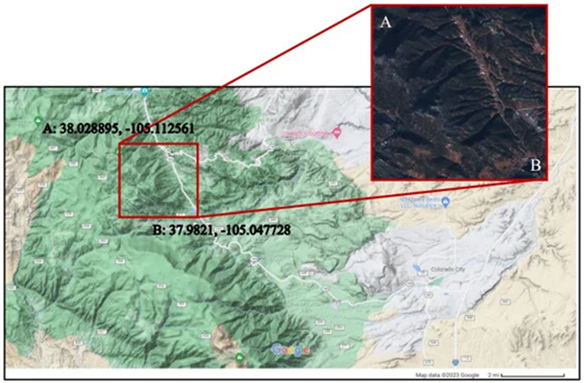 A
B
A: 38.028895, -105.112561
B: 37.9821, -105.047728
Colorado City
Google
Map data ©2023 Google
2 mi